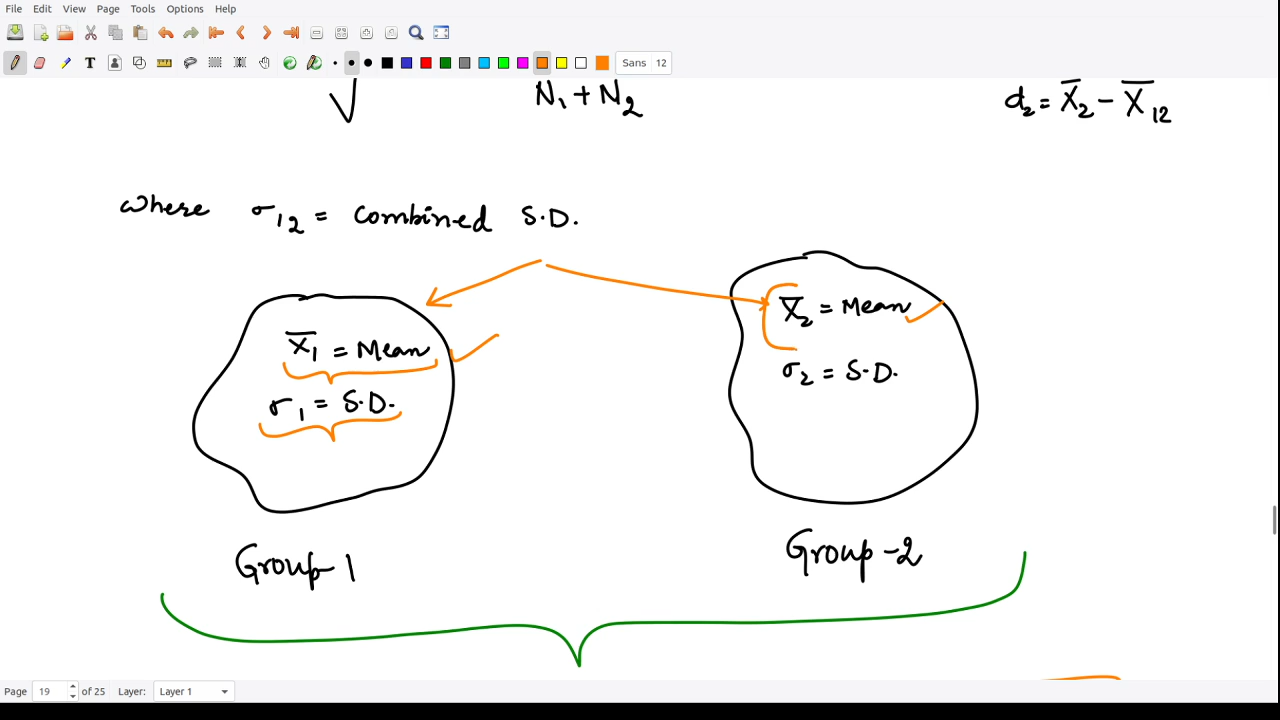 File Edit View Page Tools Options Help
Sans 12
N₁ + N₂
d₂ = X̅₂ - X̅₁₂
where σ₁₂ = combined S.D.
X̅₁ = Mean
σ₁ = S.D.
X̅₂ = Mean
σ₂ = S.D.
Group-1
Group-2
Page 19 of 25 Layer: Layer 1